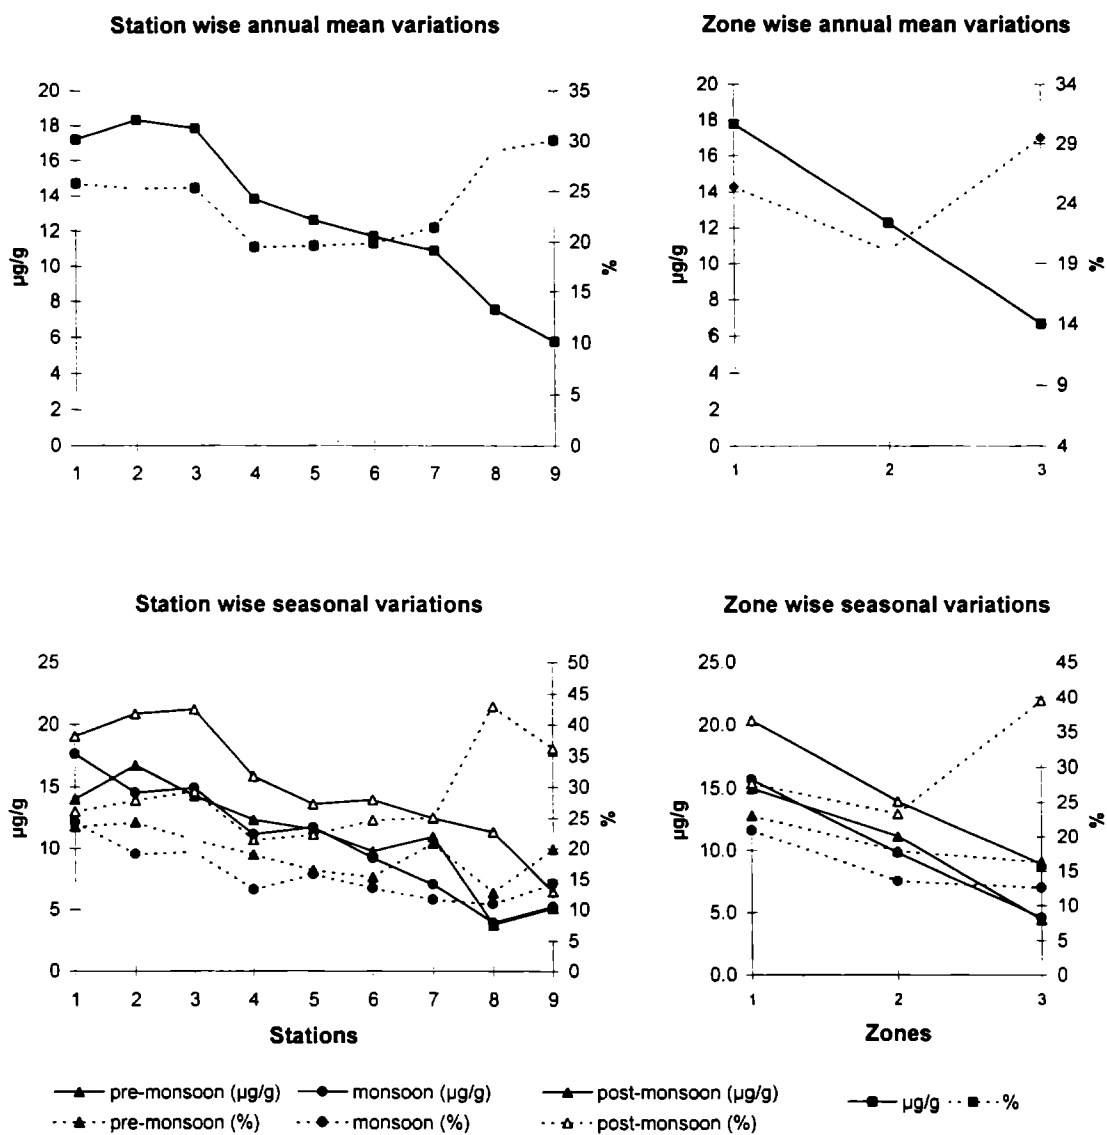 Station wise annual mean variations
Zone wise annual mean variations
20 18 16 14 12 10 8 6 4 2 0
µg/g
35 30 25 20 15 10 5 0
%
1 2 3 4 5 6 7 8 9
20 18 16 14 12 10 8 6 4 2 0
µg/g
34 29 24 19 14 9 4
%
1 2 3
Station wise seasonal variations
Zone wise seasonal variations
25 20 15 10 5 0
µg/g
50 45 40 35 30 25 20 15 10 5 0
%
1 2 3 4 5 6 7 8 9
Stations
25.0 20.0 15.0 10.0 5.0 0.0
µg/g
45 40 35 30 25 20 15 10 5 0
%
1 2 3
Zones
pre-monsoon (µg/g) monsoon (µg/g) post-monsoon (µg/g) µg/g %
pre-monsoon (%) monsoon (%) post-monsoon (%)